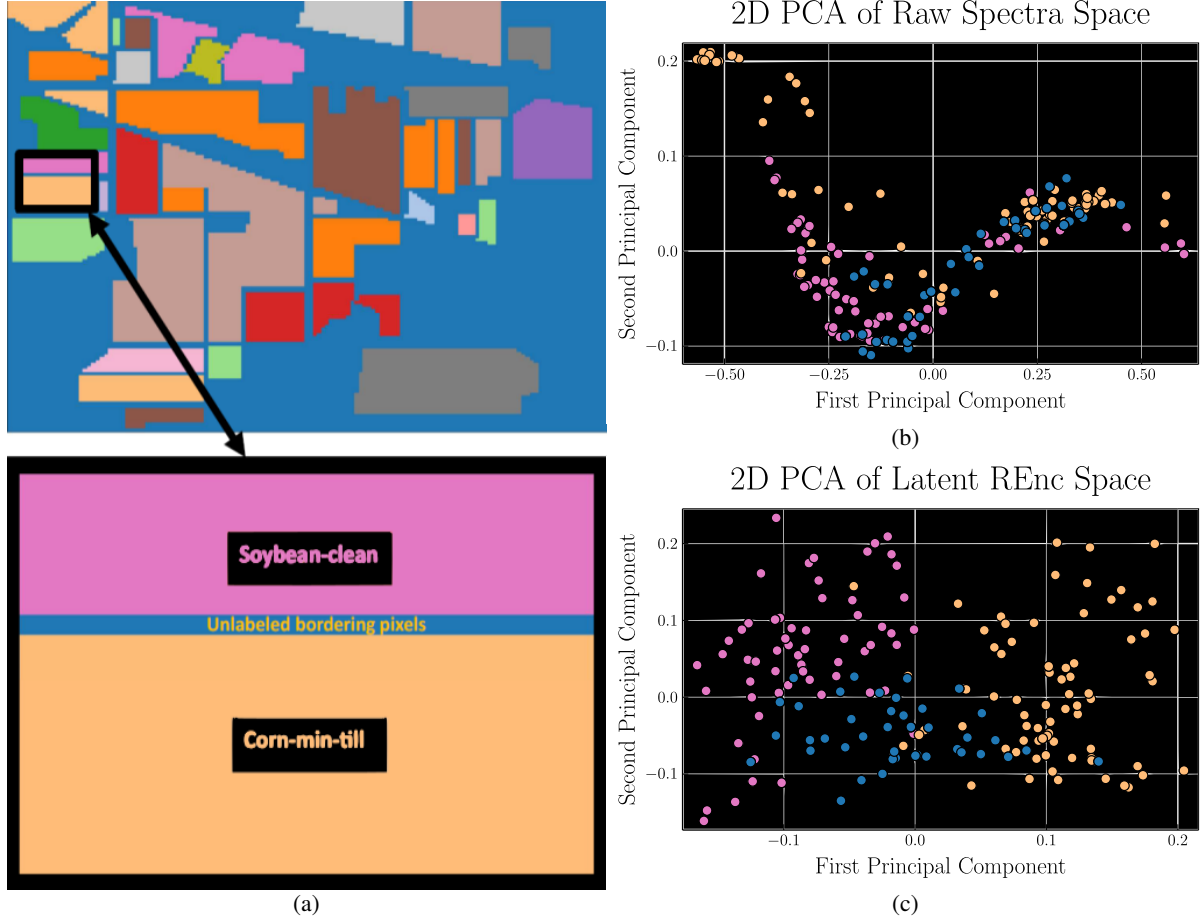 Soybean-clean
Unlabeled bordering pixels
Corn-min-till
(a)
2D PCA of Raw Spectra Space
Second Principal Component
0.2
0.1
0.0
−0.1
−0.50
−0.25
0.00
0.25
0.50
First Principal Component
(b)
2D PCA of Latent REnc Space
Second Principal Component
0.2
0.1
0.0
−0.1
−0.1
0.0
0.1
0.2
First Principal Component
(c)